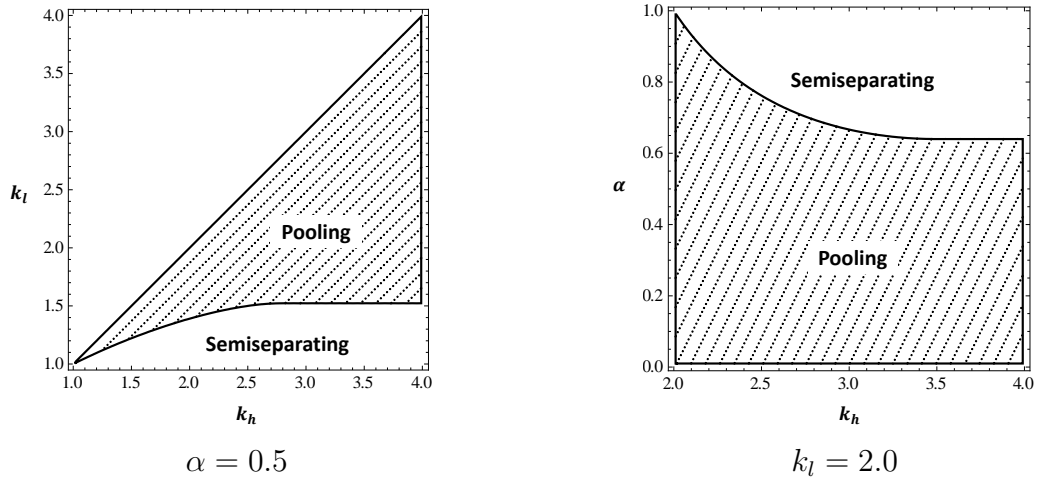 4.0
3.5
3.0
k_l
2.5
Pooling
2.0
1.5
Semiseparating
1.0
1.0 1.5 2.0 2.5 3.0 3.5 4.0
k_h
α = 0.5
1.0
Semiseparating
0.8
0.6
α
0.4
Pooling
0.2
0.0
2.0 2.5 3.0 3.5 4.0
k_h
k_l = 2.0